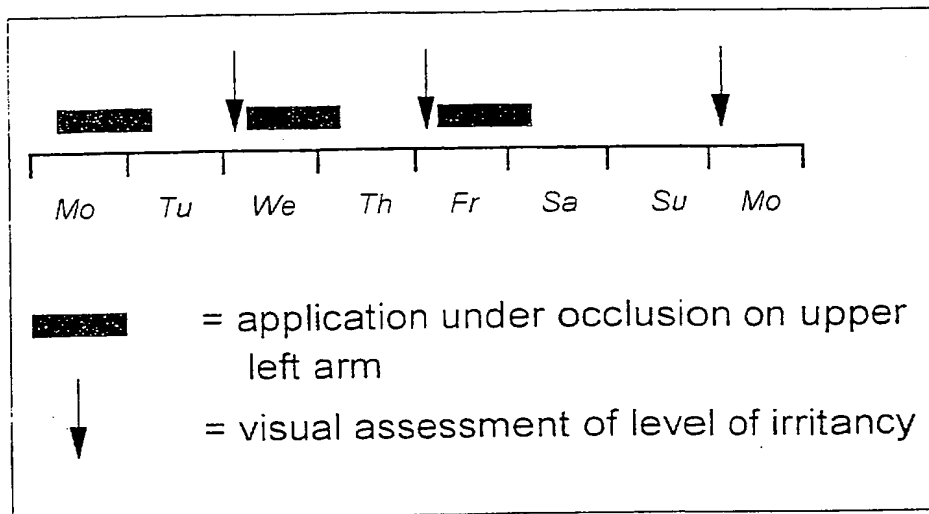 Mo Tu We Th Fr Sa Su Mo
= application under occlusion on upper
left arm
= visual assessment of level of irritancy